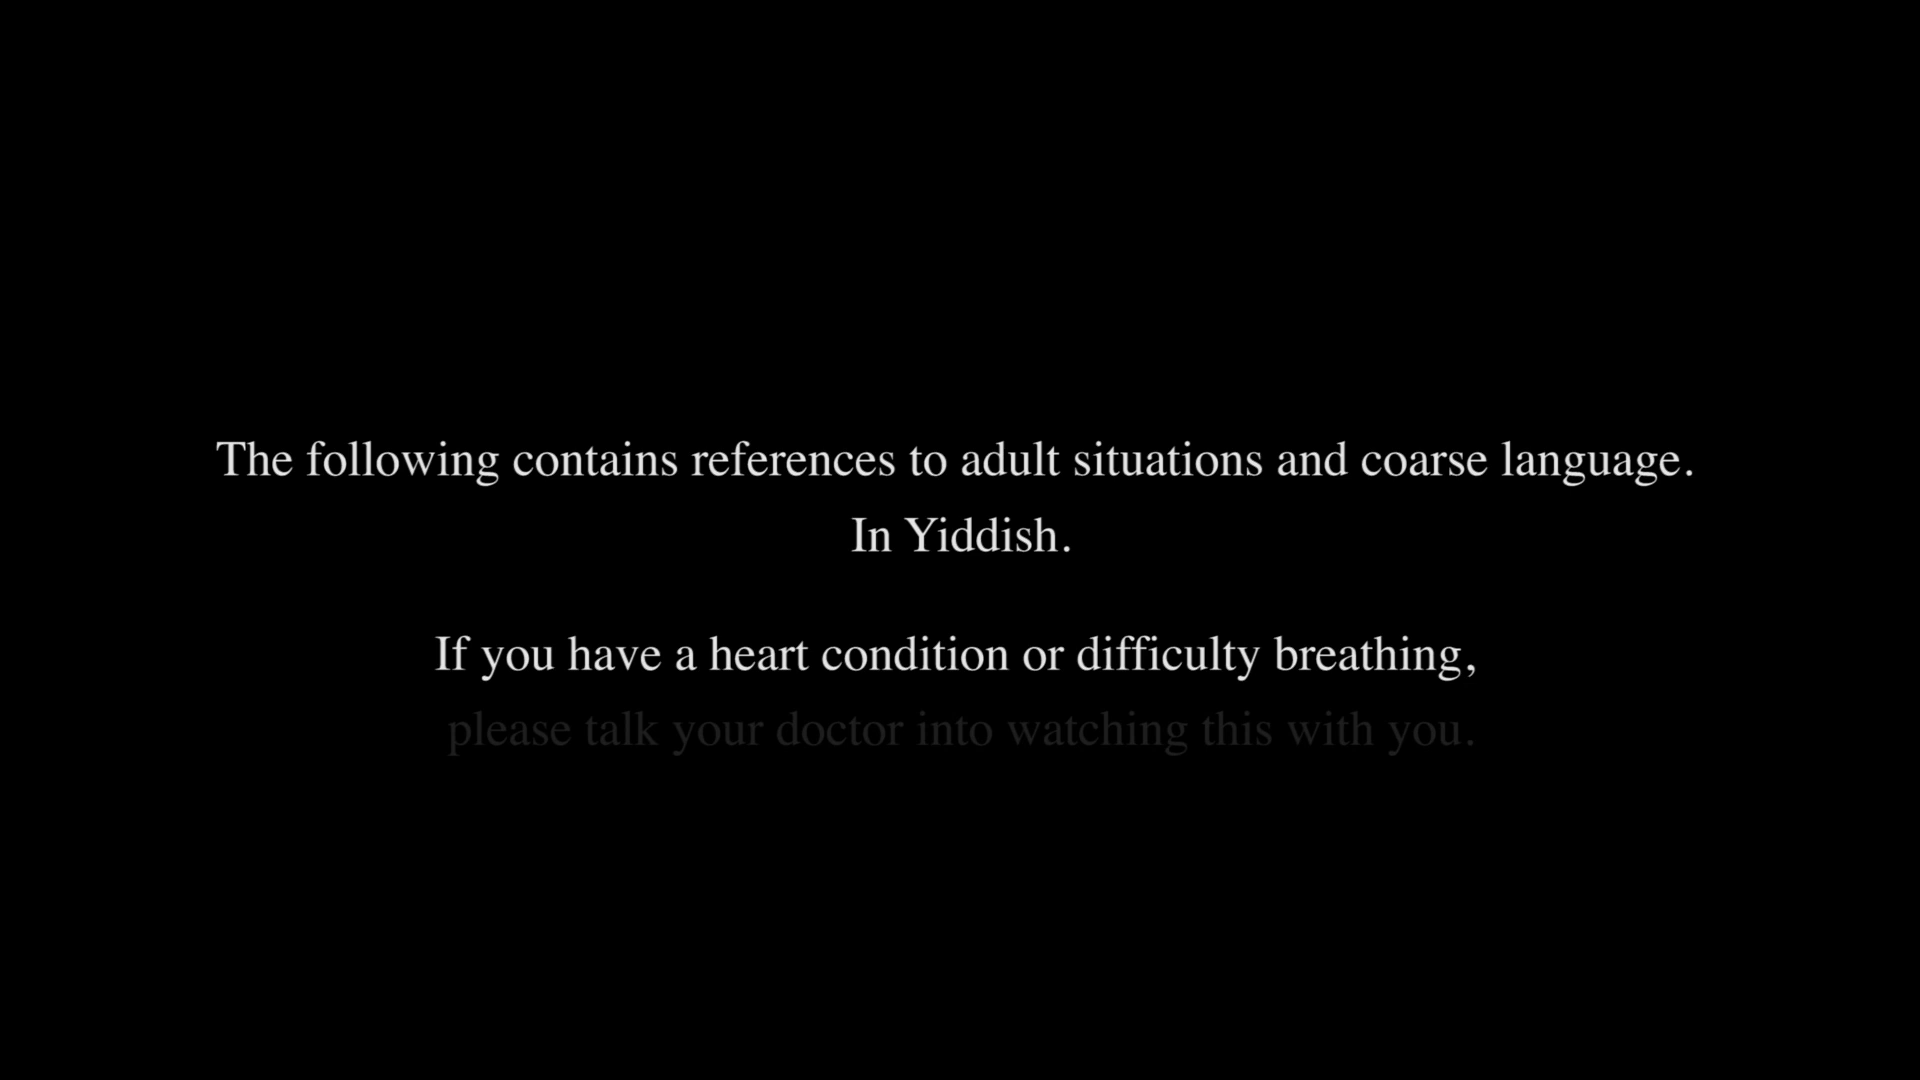 The following contains references to adult situations and coarse language.
In Yiddish.
If you have a heart condition or difficulty breathing,
please talk your doctor into watching this with you.